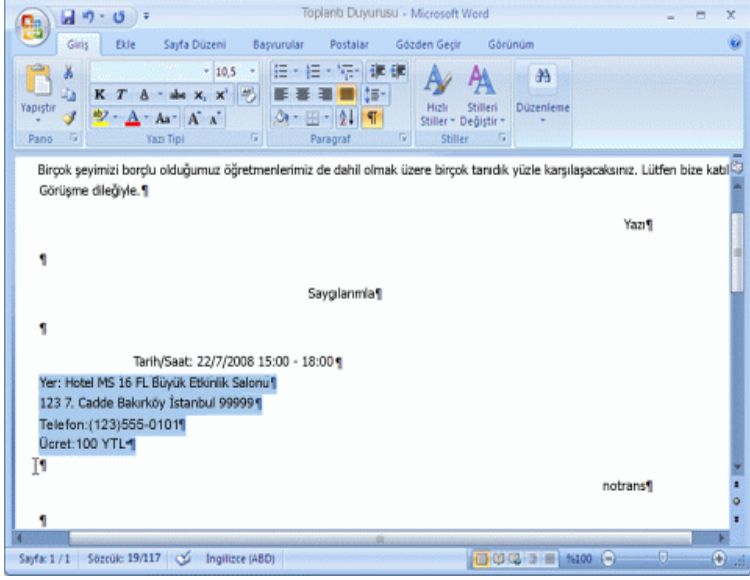 Toplantı Duyurusu - Microsoft Word
Giriş Ekle Sayfa Düzeni Başvurular Postalar Gözden Geçir Görünüm
10,5
Yapıştır
K T A abc x, x'
Aa A A
Hızlı Stiller Stilleri Değiştir Düzenleme
Pano Yazı Tipi Paragraf Stiller
Birçok şeyimizi borçlu olduğumuz öğretmenlerimiz de dahil olmak üzere birçok tanıdık yüzle karşılaşacaksınız. Lütfen bize katıl
Görüşme dileğiyle.¶
Yazı¶
¶
Saygılarımla¶
¶
Tarih/Saat: 22/7/2008 15:00 - 18:00¶
Yer: Hotel MS 16 FL Büyük Etkinlik Salonu¶
123 7. Cadde Bakırköy İstanbul 99999¶
Telefon:(123)555-0101¶
Ücret:100 YTL¶
¶
notrans¶
¶
Sayfa: 1 / 1 Sözcük: 19/117 İngilizce (ABD) %100